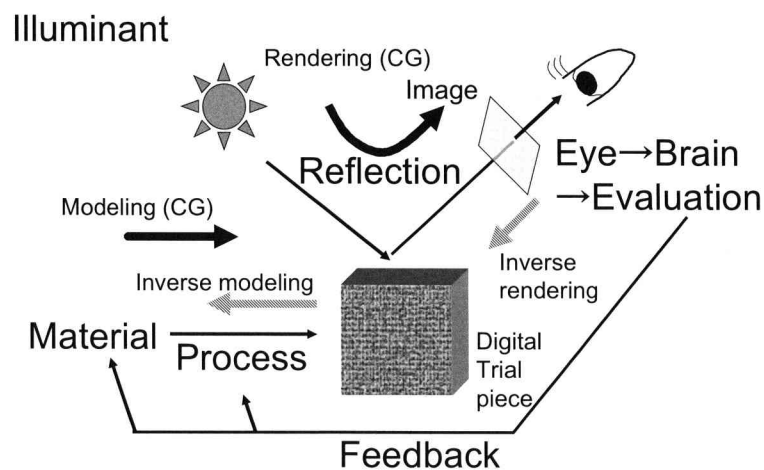 Illuminant
Rendering (CG)
Image
Reflection
Eye→Brain
→Evaluation
Modeling (CG)
Inverse modeling
Inverse
rendering
Material
Process
Digital
Trial
piece
Feedback